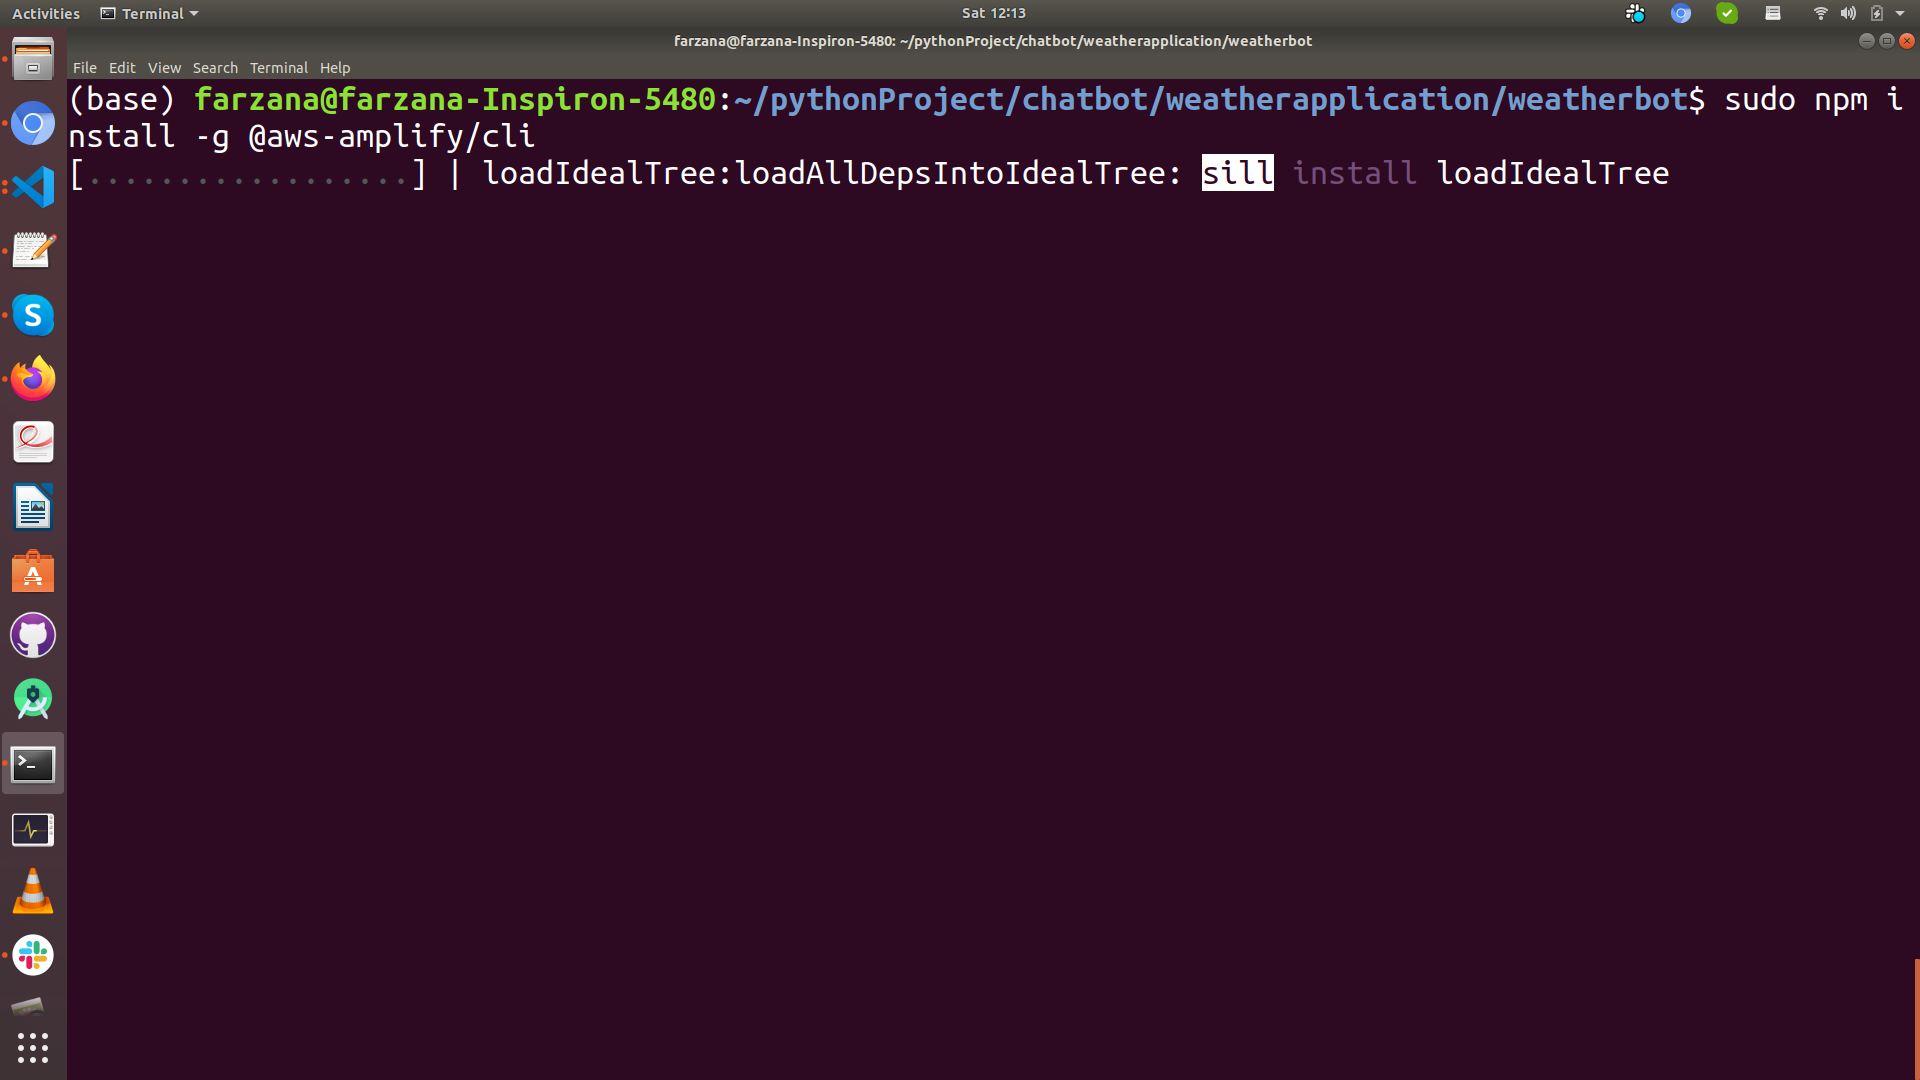 Activities Terminal Sat 12:13
farzana@farzana-Inspiron-5480: ~/pythonProject/chatbot/weatherapplication/weatherbot
File Edit View Search Terminal Help
(base) farzana@farzana-Inspiron-5480:~/pythonProject/chatbot/weatherapplication/weatherbot$ sudo npm i
nstall -g @aws-amplify/cli
[..................] | loadIdealTree:loadAllDepsIntoIdealTree: sill install loadIdealTree